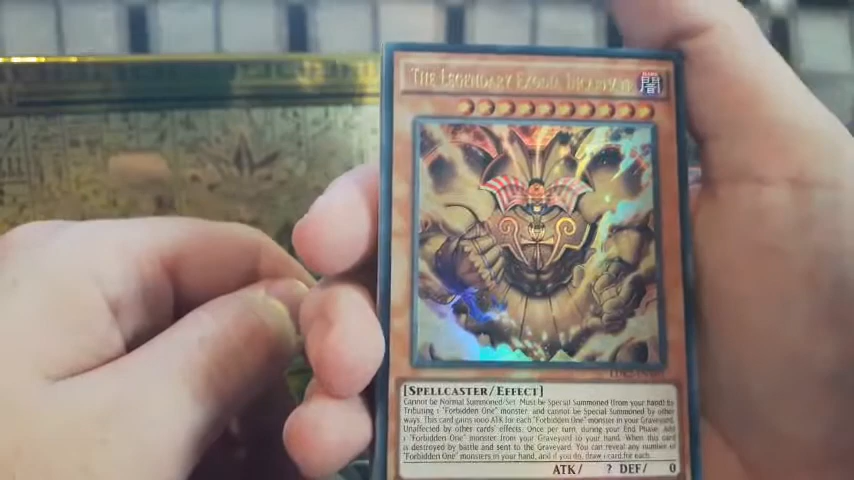 THE LEGENDARY EXODIA INCARNATE
DARK
闇
[SPELLCASTER/EFFECT]
Cannot be Normal Summoned/Set. Must be Special Summoned (from your hand) by
Tributing 1 "Forbidden One" monster, and cannot be Special Summoned by other
ways. This card gains 1000 ATK for each "Forbidden One" monster in your Graveyard.
Unaffected by other cards' effects. Once per turn, during your End Phase: Add
1 "Forbidden One" monster from your Graveyard to your hand. When this card
is destroyed by battle and sent to the Graveyard: You can reveal any number of
"Forbidden One" monsters in your hand, and if you do, draw 1 card for each.
ATK/ ? DEF/ 0